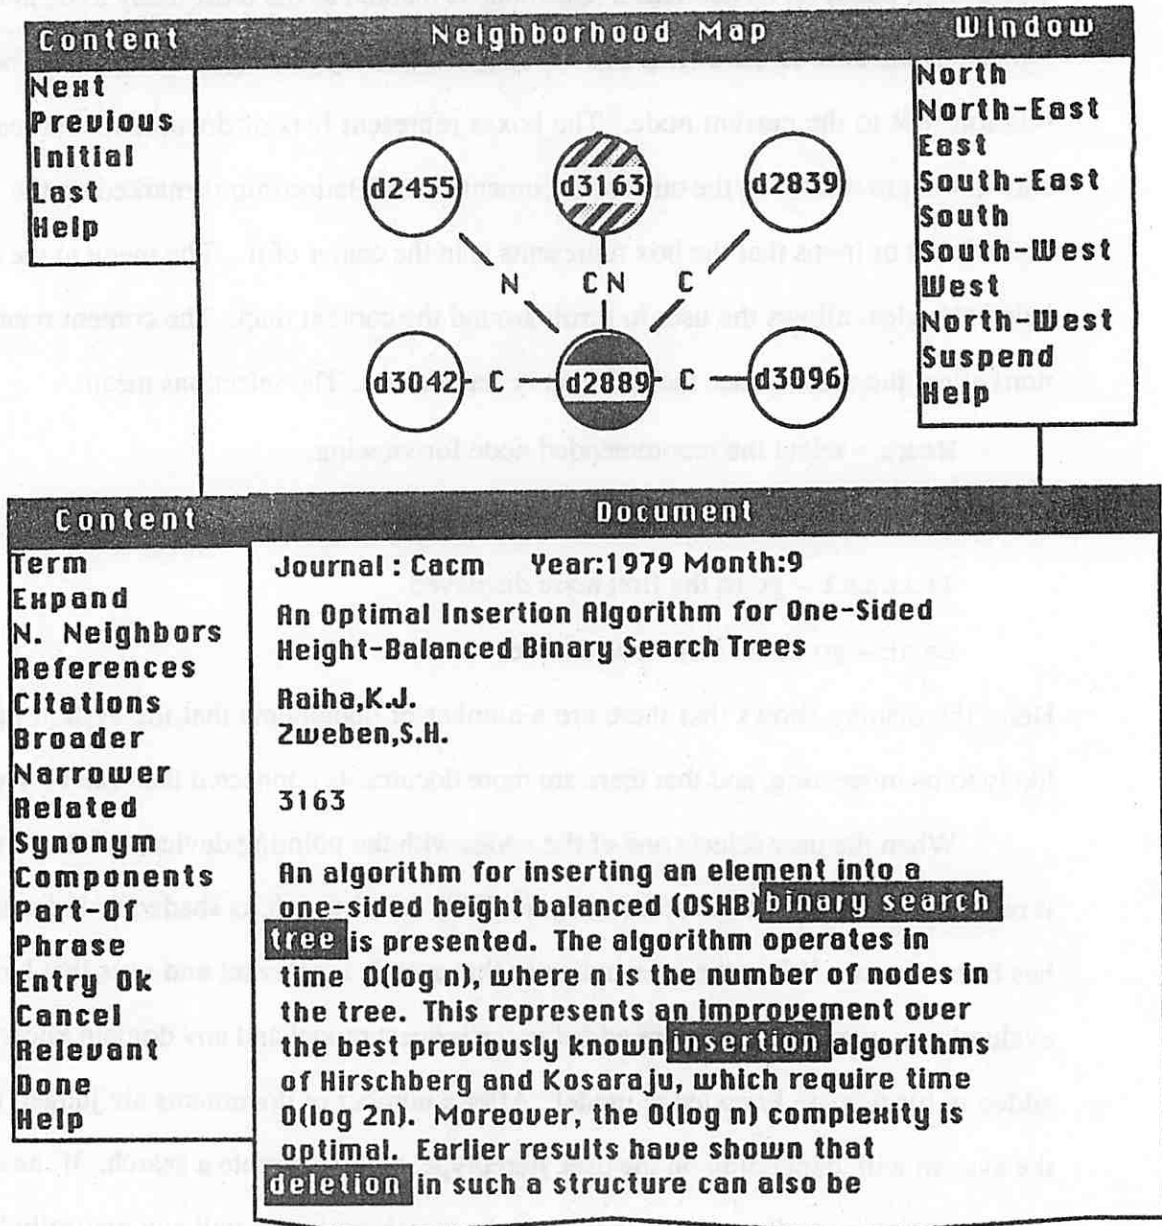 Content
Neighborhood Map
Window
Next
Previous
Initial
Last
Help
d2455
d3163
d2839
N
CN
C
d3042
C
d2889
C
d3096
North
North-East
East
South-East
South
South-West
West
North-West
Suspend
Help
Content
Document
Term
Expand
N. Neighbors
References
Citations
Broader
Narrower
Related
Synonym
Components
Part-Of
Phrase
Entry Ok
Cancel
Relevant
Done
Help
Journal : Cacm Year:1979 Month:9
An Optimal Insertion Algorithm for One-Sided
Height-Balanced Binary Search Trees
Raiha,K.J.
Zweben,S.H.
3163
An algorithm for inserting an element into a
one-sided height balanced (OSHB) binary search
tree is presented. The algorithm operates in
time O(log n), where n is the number of nodes in
the tree. This represents an improvement over
the best previously known insertion algorithms
of Hirschberg and Kosaraju, which require time
O(log 2n). Moreover, the O(log n) complexity is
optimal. Earlier results have shown that
deletion in such a structure can also be